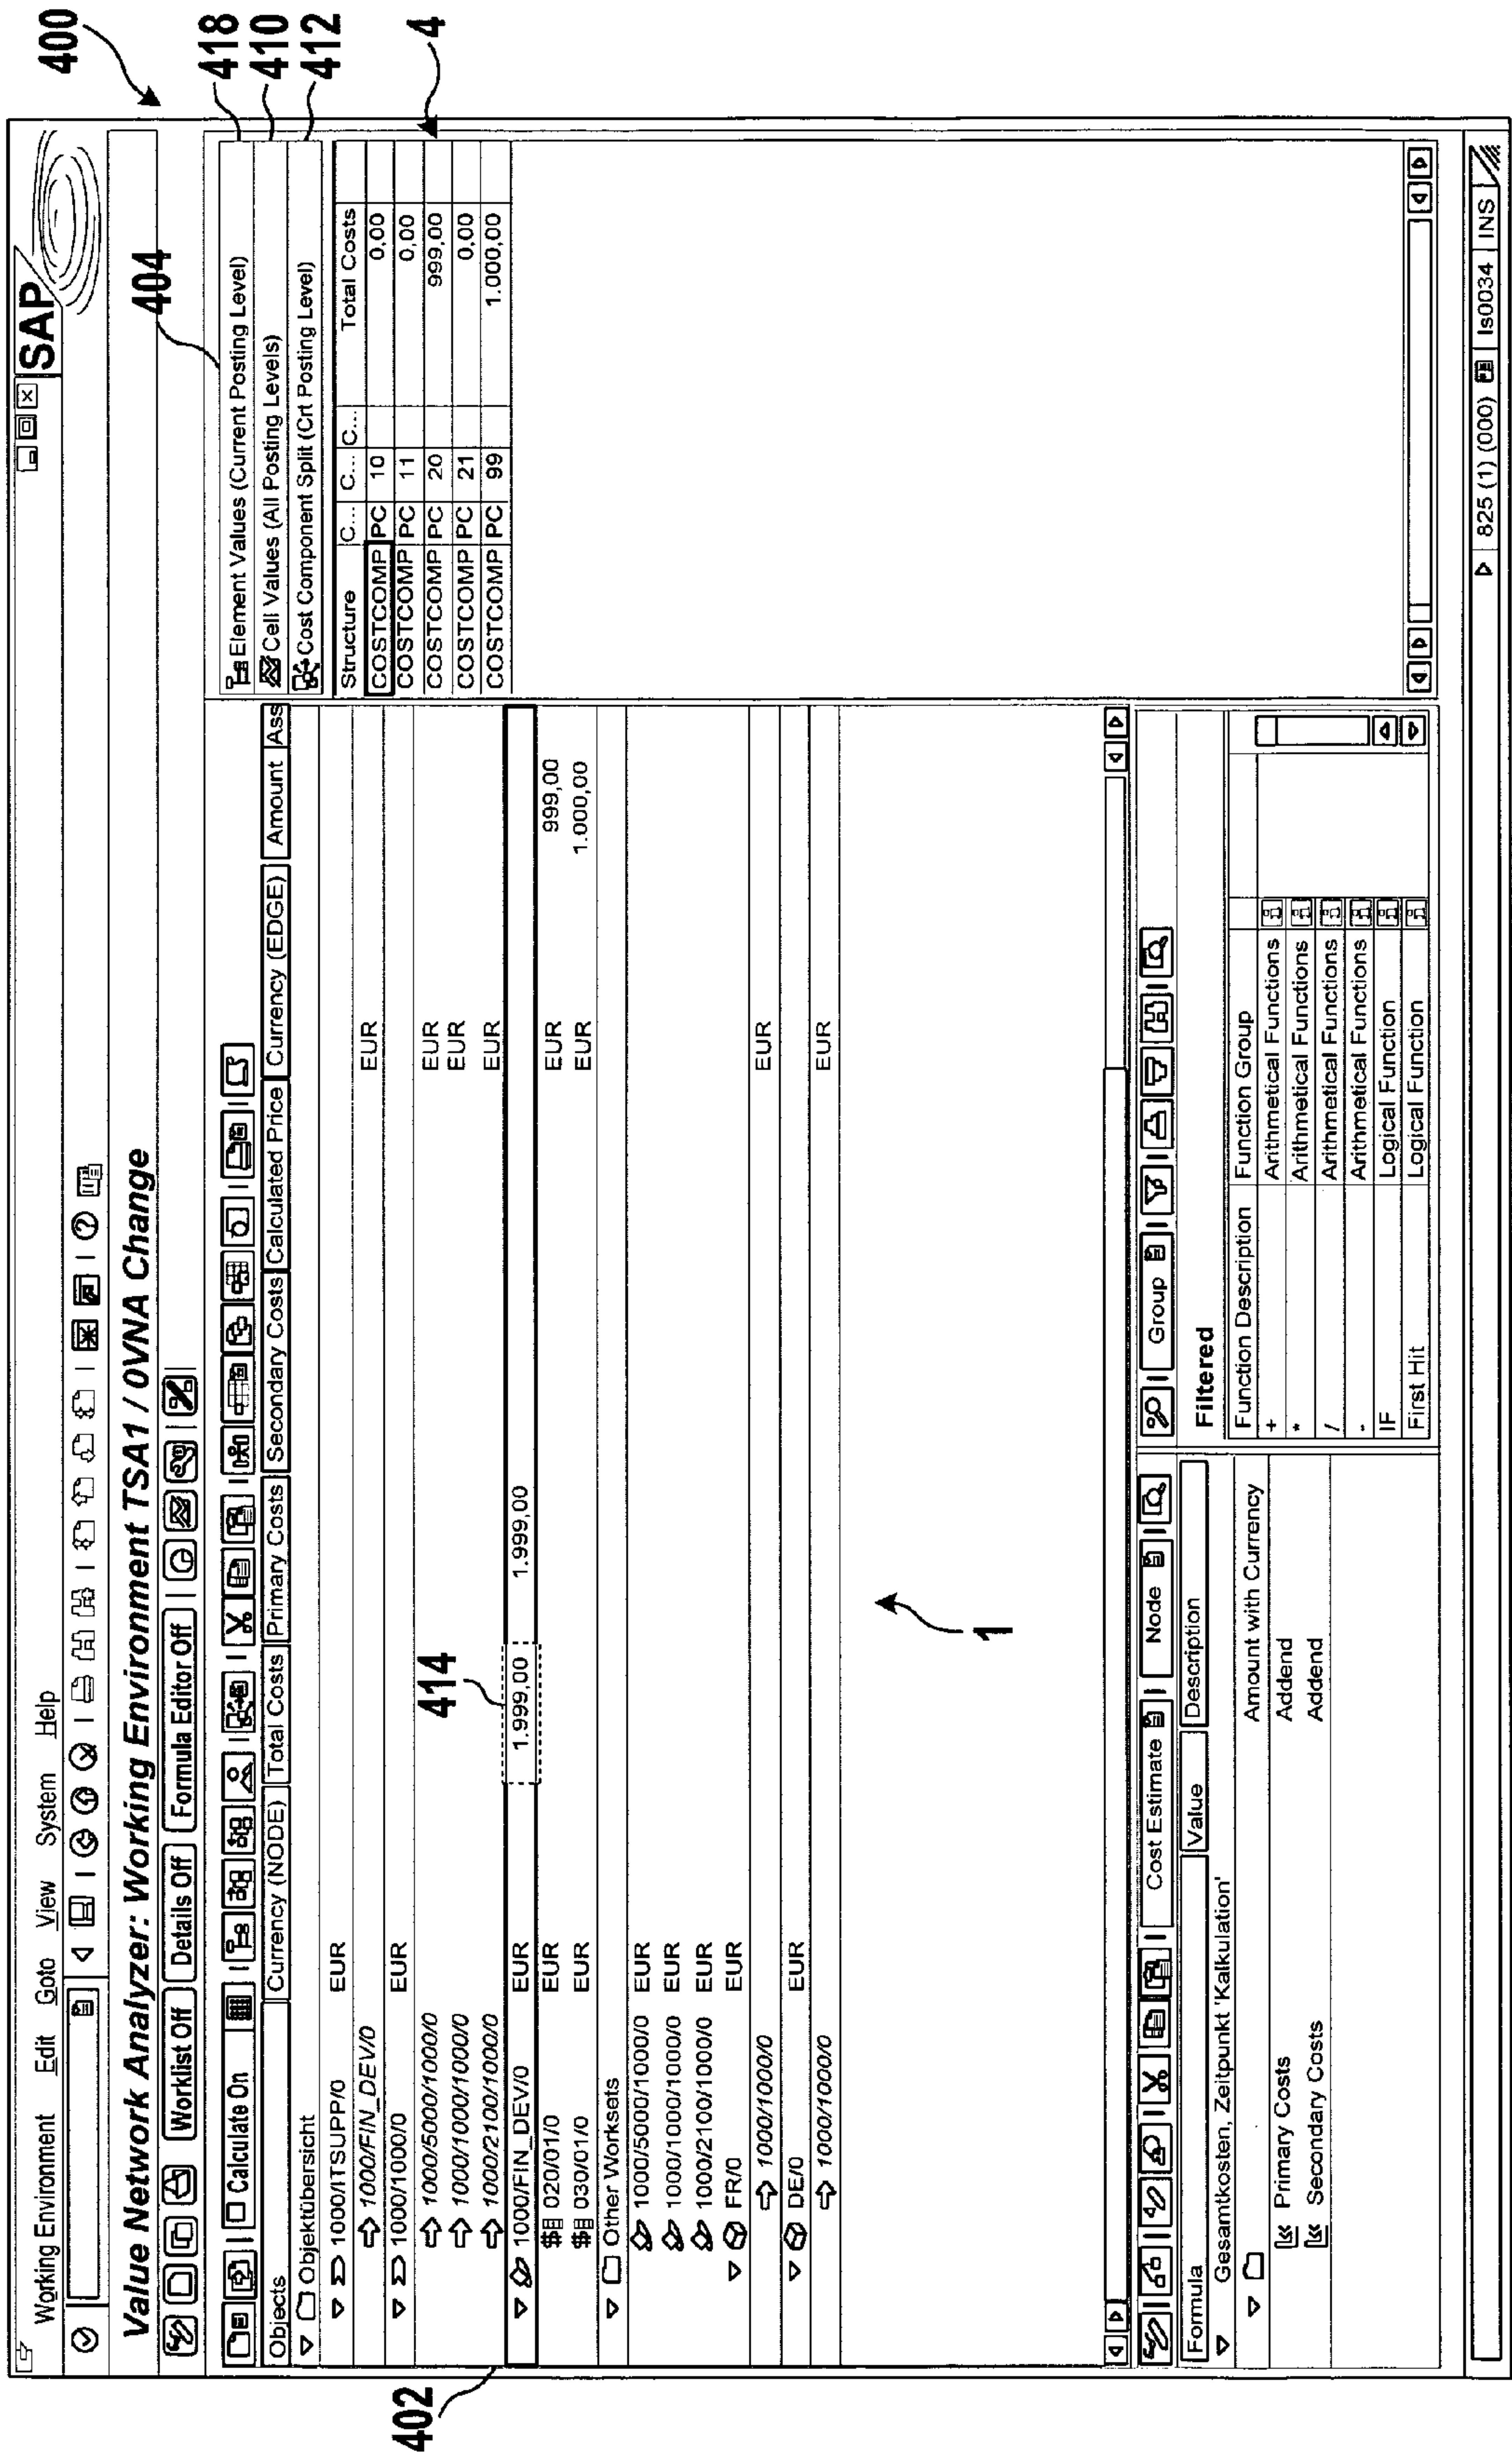 400
Working Environment Edit Goto View System Help
SAP
Value Network Analyzer: Working Environment TSA1 / 0VNA Change
Worklist Off Details Off Formula Editor Off
404
418
410
412
4
Calculate On
Objects Currency (NODE) Total Costs Primary Costs Secondary Costs Calculated Price Currency (EDGE) Amount Ass
Objektübersicht
1000/ITSUPP/0 EUR
1000/FIN_DEV/0 EUR
1000/1000/0 EUR
1000/5000/1000/0 EUR
1000/1000/1000/0 EUR
1000/2100/1000/0 EUR
414
1000/FIN_DEV/0 EUR 1.999,00 1.999,00
020/01/0 EUR EUR 999,00
030/01/0 EUR EUR 1.000,00
Other Worksets
1000/5000/1000/0 EUR
1000/1000/1000/0 EUR
1000/2100/1000/0 EUR
FR/0 EUR
1000/1000/0 EUR
DE/0 EUR
1000/1000/0 EUR
402
1
Element Values (Current Posting Level)
Cell Values (All Posting Levels)
Cost Component Split (Crt Posting Level)
Structure C... C... C... Total Costs
COSTCOMP PC 10 0,00
COSTCOMP PC 11 0,00
COSTCOMP PC 20 999,00
COSTCOMP PC 21 0,00
COSTCOMP PC 99 1.000,00
Cost Estimate Node
Formula Value Description
Gesamtkosten, Zeitpunkt 'Kalkulation'
Amount with Currency
Primary Costs Addend
Secondary Costs Addend
Group
Filtered
Function Description Function Group
+ Arithmetical Functions
* Arithmetical Functions
/ Arithmetical Functions
- Arithmetical Functions
IF Logical Function
First Hit Logical Function
825 (1) (000) ls0034 INS